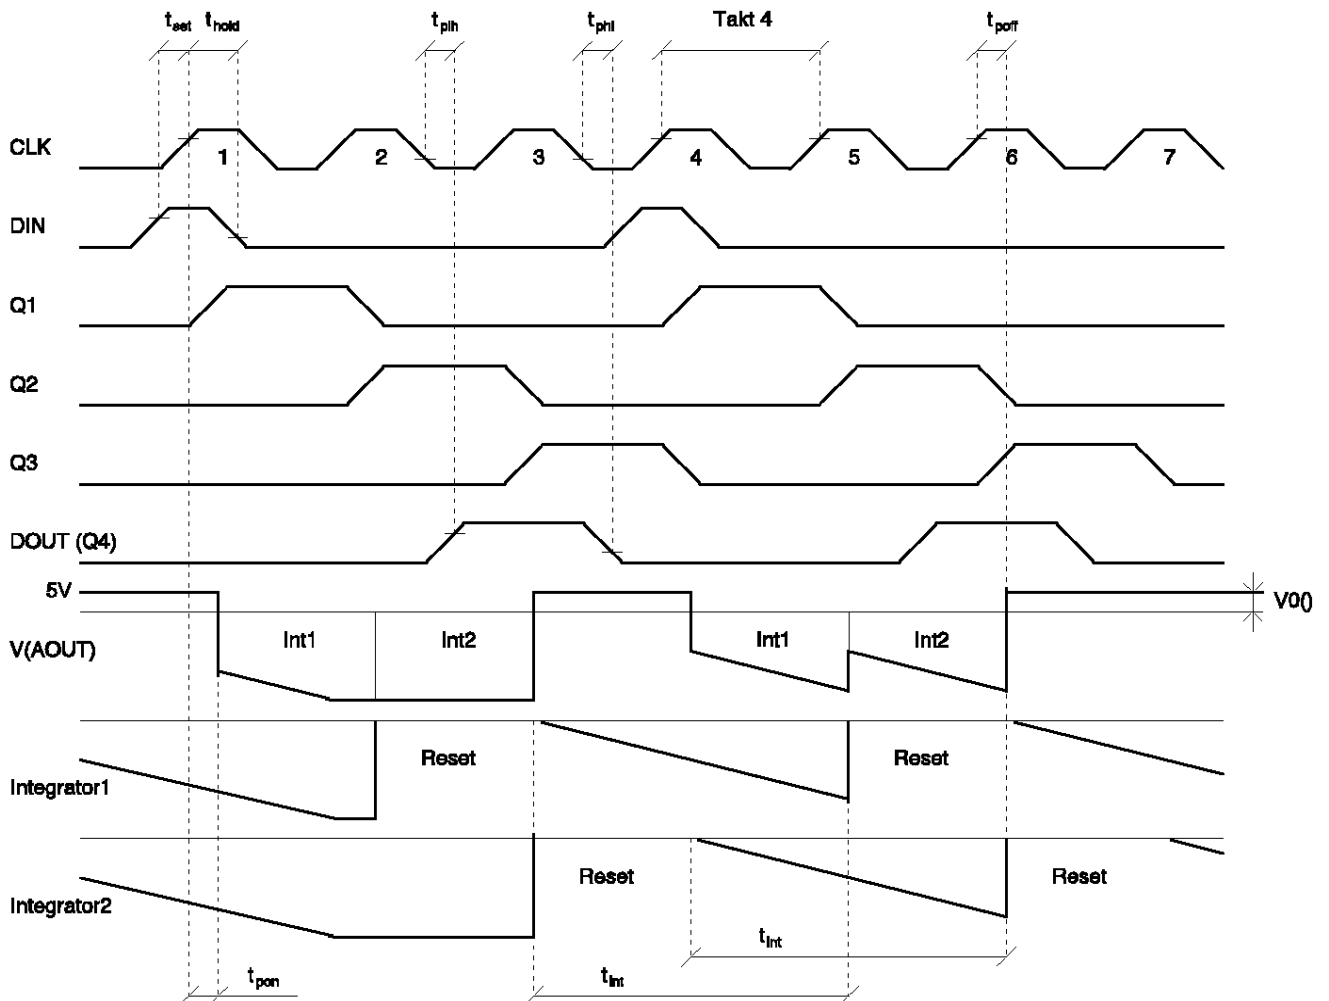 tset thold tplh tphl Takt 4 tpoff
CLK 1 2 3 4 5 6 7
DIN
Q1
Q2
Q3
DOUT (Q4)
5V
V0()
V(AOUT) Int1 Int2 Int1 Int2
Integrator1 Reset Reset
Integrator2 Reset Reset
tint
tpon tint